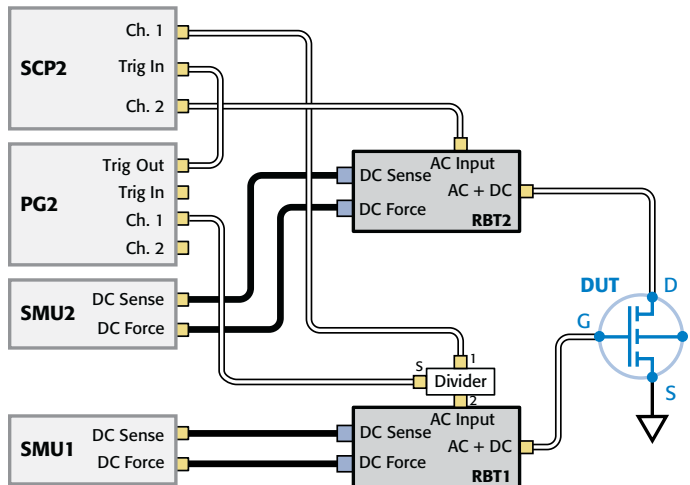 SCP2
Ch. 1
Trig In
Ch. 2
PG2
Trig Out
Trig In
Ch. 1
Ch. 2
SMU2
DC Sense
DC Force
SMU1
DC Sense
DC Force
AC Input
DC Sense
AC + DC
DC Force
RBT2
S
1
Divider
2
AC Input
DC Sense
AC + DC
DC Force
RBT1
DUT
D
G
S